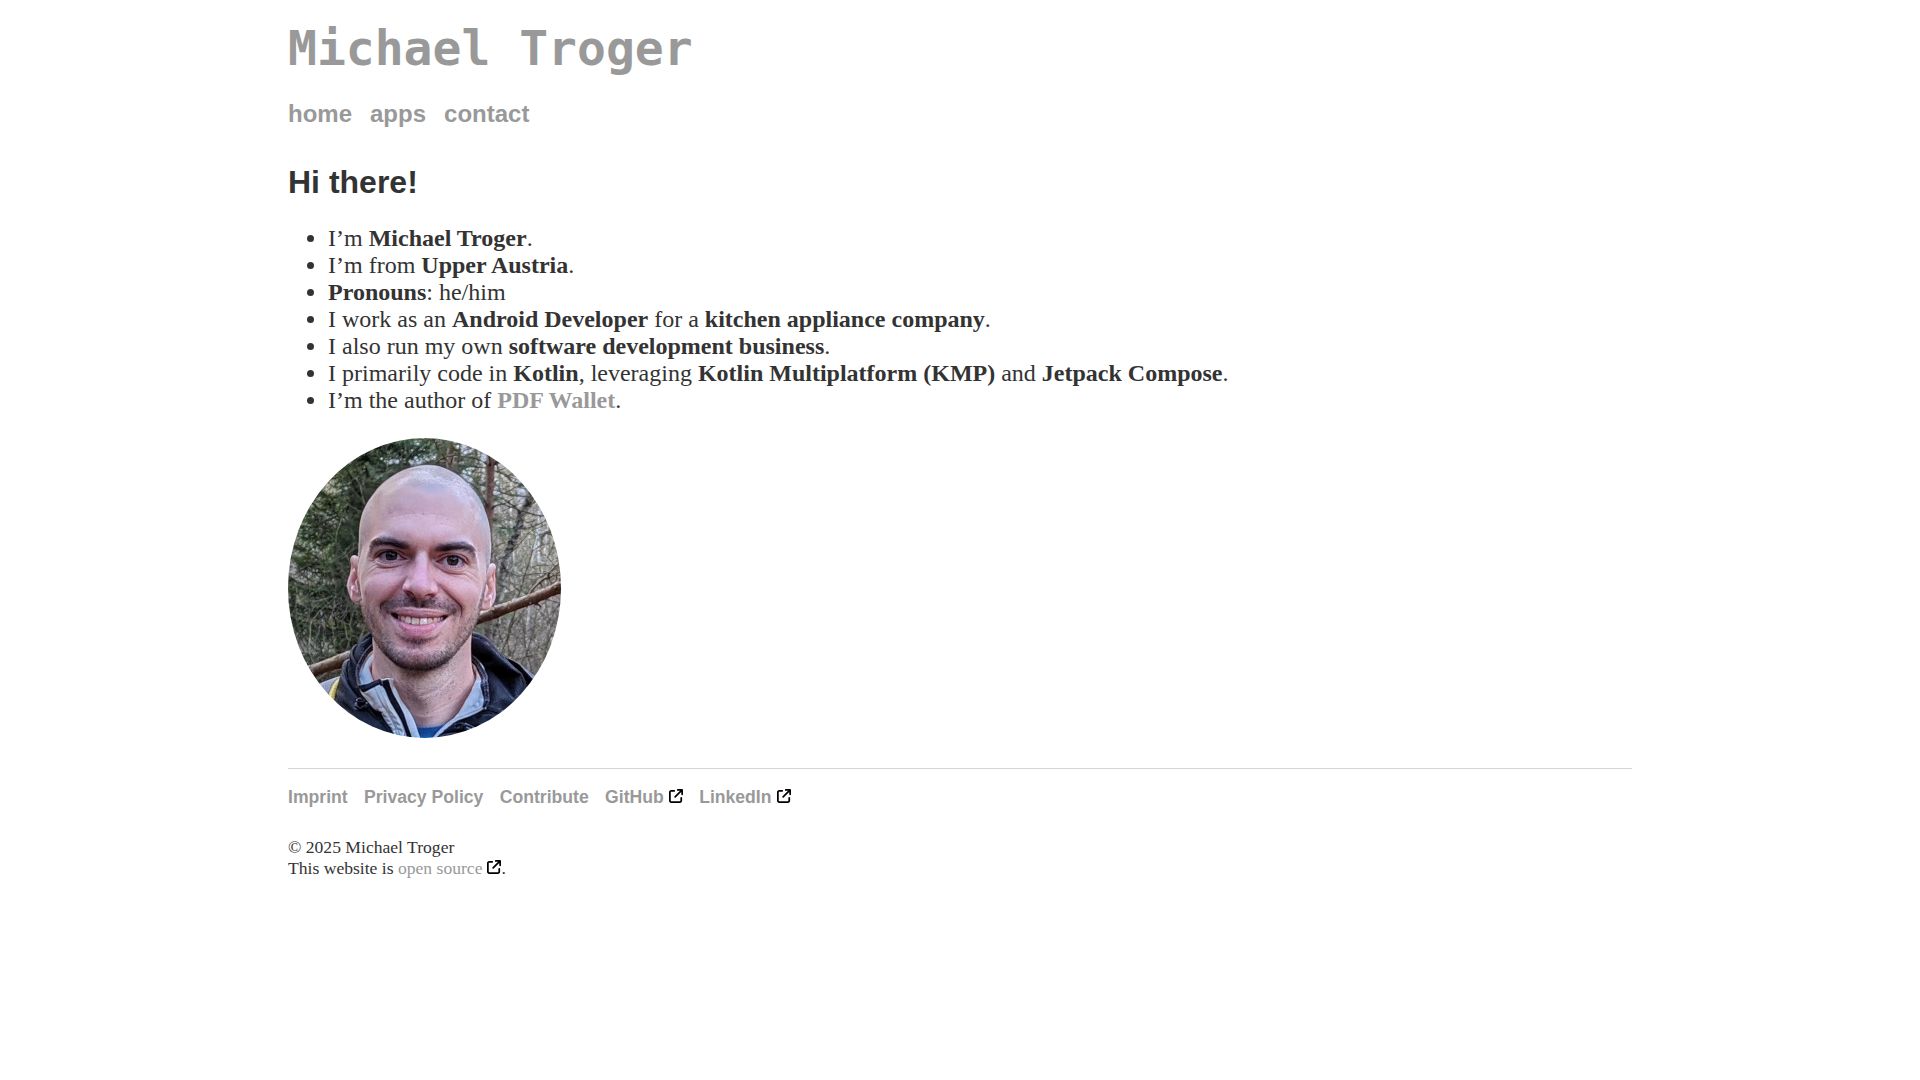 Michael Troger
home apps contact
Hi there!
I’m Michael Troger.
I’m from Upper Austria.
Pronouns: he/him
I work as an Android Developer for a kitchen appliance company.
I also run my own software development business.
I primarily code in Kotlin, leveraging Kotlin Multiplatform (KMP) and Jetpack Compose.
I’m the author of PDF Wallet.
Imprint Privacy Policy Contribute GitHub LinkedIn
© 2025 Michael Troger
This website is open source.